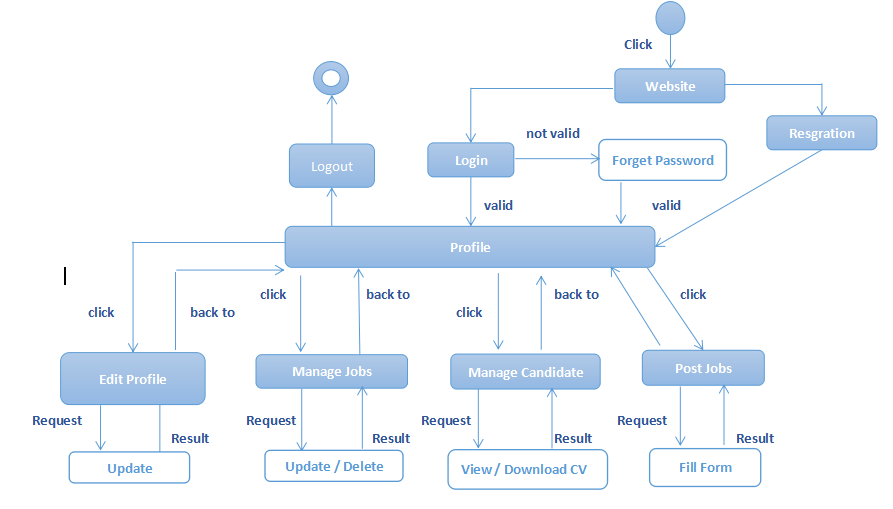 Click
Website
Resgration
not valid
Login
Forget Password
Logout
valid
valid
Profile
click
back to
click
back to
click
back to
click
Edit Profile
Manage Jobs
Manage Candidate
Post Jobs
Request
Result
Request
Result
Request
Result
Request
Result
Update
Update / Delete
View / Download CV
Fill Form